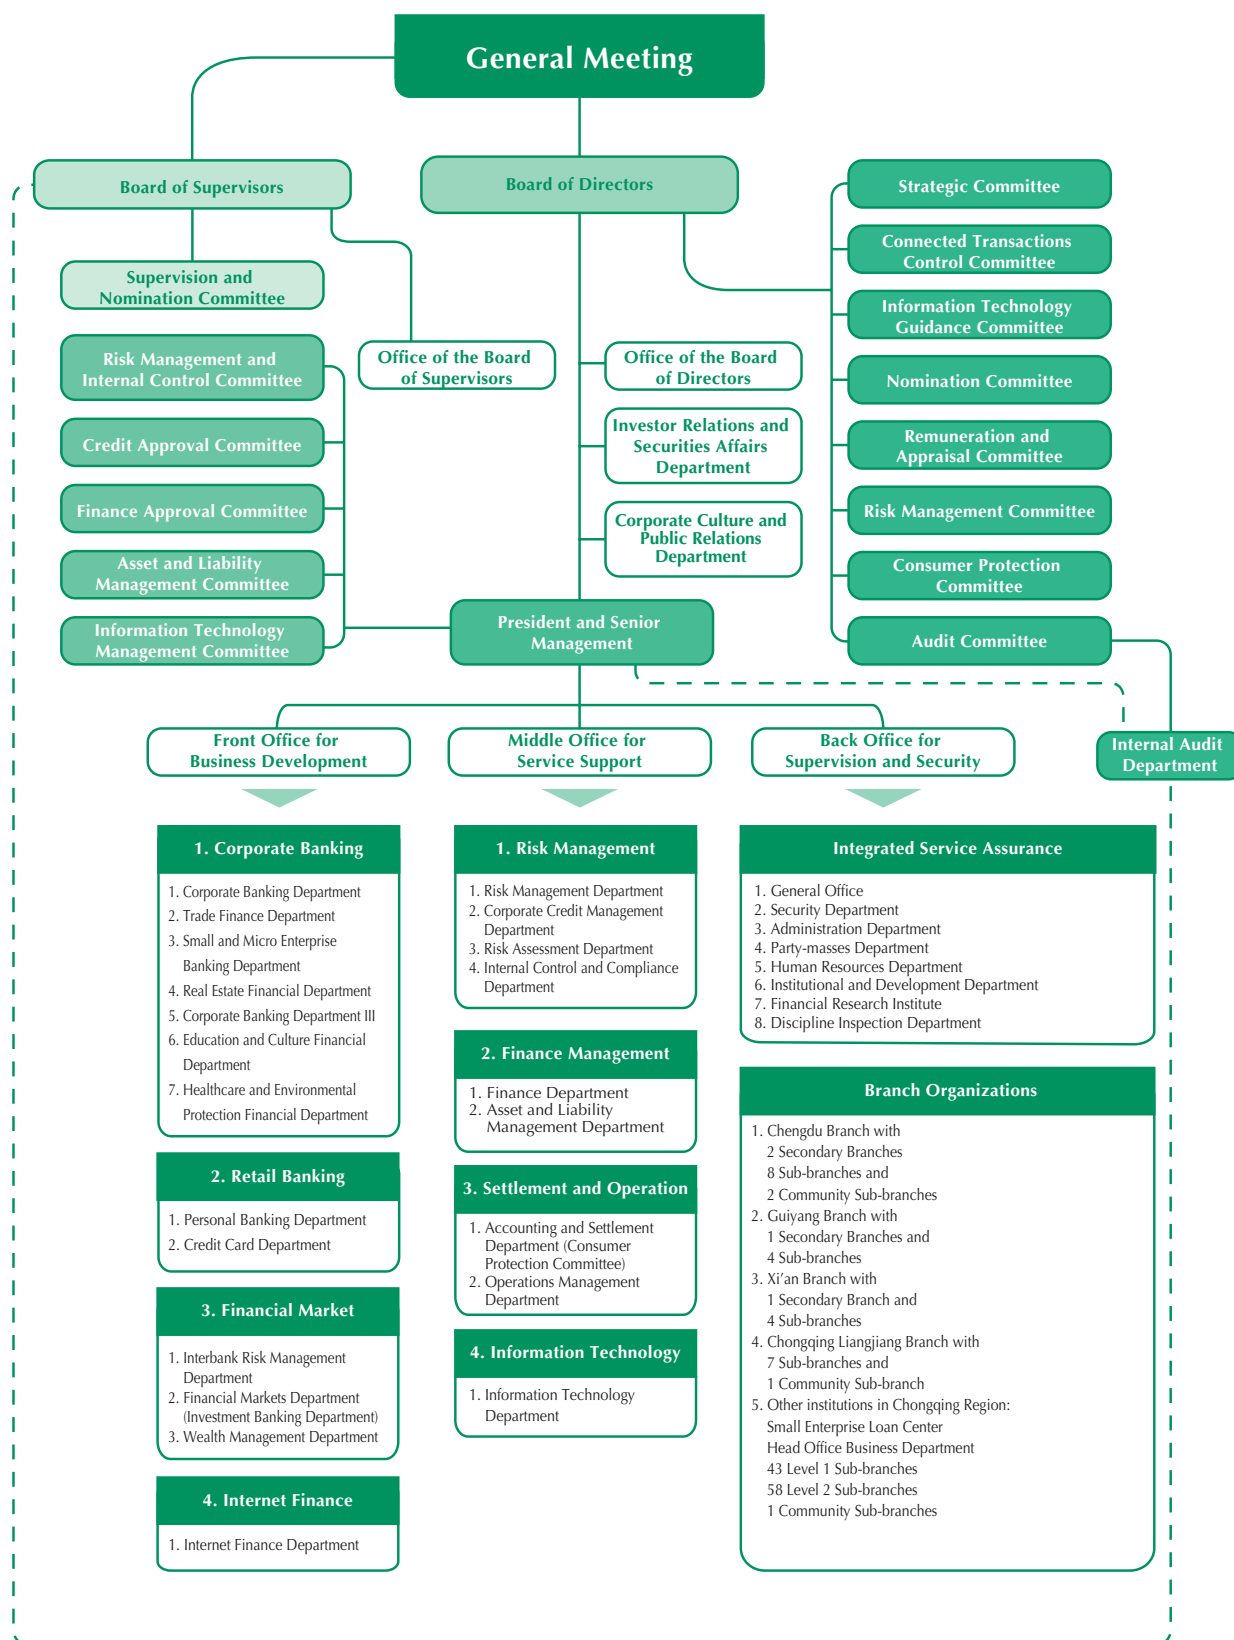 General Meeting
Board of Supervisors
Board of Directors
Supervision and
Nomination Committee
Risk Management and
Internal Control Committee
Credit Approval Committee
Finance Approval Committee
Asset and Liability
Management Committee
Information Technology
Management Committee
Office of the Board
of Supervisors
Office of the Board
of Directors
Investor Relations and
Securities Affairs
Department
Corporate Culture and
Public Relations
Department
President and Senior
Management
Strategic Committee
Connected Transactions
Control Committee
Information Technology
Guidance Committee
Nomination Committee
Remuneration and
Appraisal Committee
Risk Management Committee
Consumer Protection
Committee
Audit Committee
Internal Audit
Department
Front Office for
Business Development
Middle Office for
Service Support
Back Office for
Supervision and Security
1. Corporate Banking
1. Corporate Banking Department
2. Trade Finance Department
3. Small and Micro Enterprise
Banking Department
4. Real Estate Financial Department
5. Corporate Banking Department III
6. Education and Culture Financial
Department
7. Healthcare and Environmental
Protection Financial Department
2. Retail Banking
1. Personal Banking Department
2. Credit Card Department
3. Financial Market
1. Interbank Risk Management
Department
2. Financial Markets Department
(Investment Banking Department)
3. Wealth Management Department
4. Internet Finance
1. Internet Finance Department
1. Risk Management
1. Risk Management Department
2. Corporate Credit Management
Department
3. Risk Assessment Department
4. Internal Control and Compliance
Department
2. Finance Management
1. Finance Department
2. Asset and Liability
Management Department
3. Settlement and Operation
1. Accounting and Settlement
Department (Consumer
Protection Committee)
2. Operations Management
Department
4. Information Technology
1. Information Technology
Department
Integrated Service Assurance
1. General Office
2. Security Department
3. Administration Department
4. Party-masses Department
5. Human Resources Department
6. Institutional and Development Department
7. Financial Research Institute
8. Discipline Inspection Department
Branch Organizations
1. Chengdu Branch with
2 Secondary Branches
8 Sub-branches and
2 Community Sub-branches
2. Guiyang Branch with
1 Secondary Branches and
4 Sub-branches
3. Xi’an Branch with
1 Secondary Branch and
4 Sub-branches
4. Chongqing Liangjiang Branch with
7 Sub-branches and
1 Community Sub-branch
5. Other institutions in Chongqing Region:
Small Enterprise Loan Center
Head Office Business Department
43 Level 1 Sub-branches
58 Level 2 Sub-branches
1 Community Sub-branches